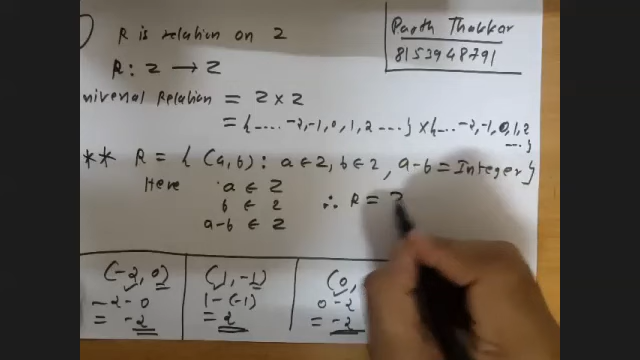 R is relation on Z
R : Z → Z
Parth Thakkar
8153948791
niversal Relation = Z × Z
= { .... -2, -1, 0, 1, 2 .... } × { ... -2, -1, 0, 1, 2 .... }
** R = { (a, b) : a ∈ Z, b ∈ Z, a-b = Integer }
Here a ∈ Z
b ∈ Z
a-b ∈ Z
∴ R = Z
(-2, 0)
-2-0
= -2
(1, -1)
1-(-1)
= 2
(0,
0-2
= -2